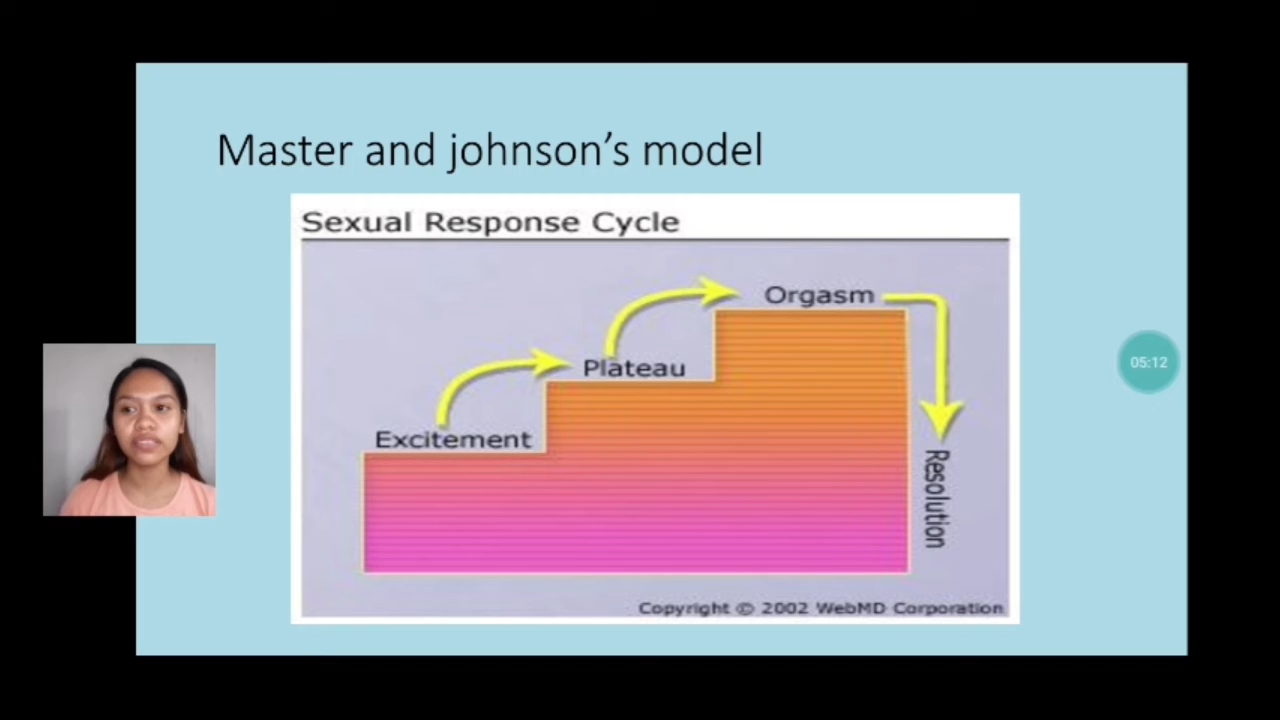 Master and johnson’s model
Sexual Response Cycle
Orgasm
Plateau
Excitement
Resolution
05:12
Copyright © 2002 WebMD Corporation